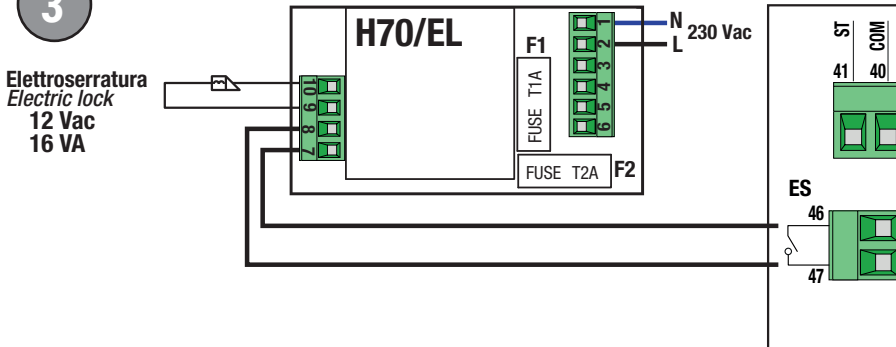 3
Elettroserratura
Electric lock
12 Vac
16 VA
H70/EL
F1
FUSE T1A
FUSE T2A
F2
10
9
8
7
1
2
3
4
5
6
N
L
230 Vac
ST
COM
41
40
ES
46
47